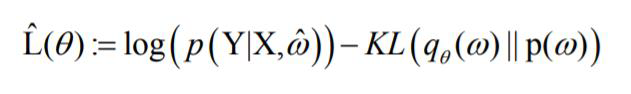 L̂(θ) := log(p(Y|X,ω̂)) − KL(q_θ(ω) || p(ω))